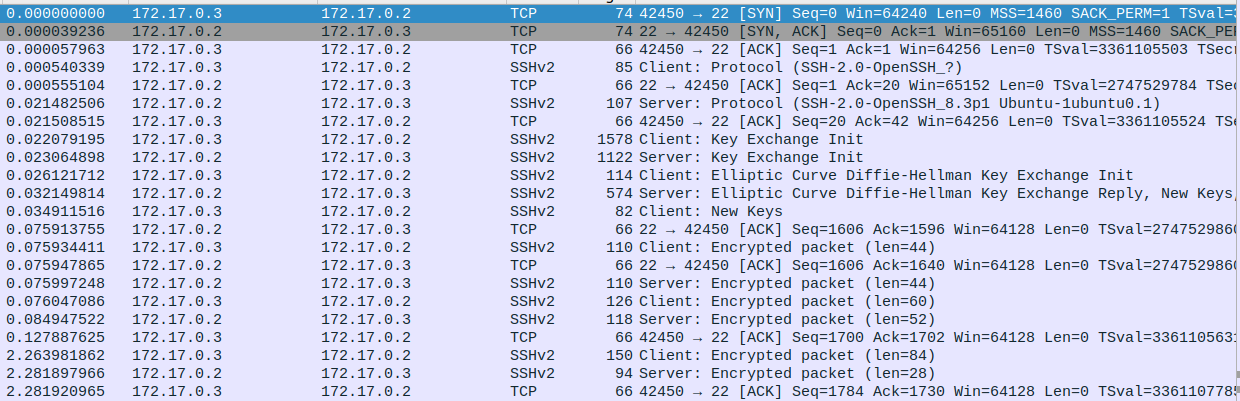 0.000000000 172.17.0.3 172.17.0.2 TCP 74 42450 → 22 [SYN] Seq=0 Win=64240 Len=0 MSS=1460 SACK_PERM=1 TSval=3
0.000039236 172.17.0.2 172.17.0.3 TCP 74 22 → 42450 [SYN, ACK] Seq=0 Ack=1 Win=65160 Len=0 MSS=1460 SACK_PER
0.000057963 172.17.0.3 172.17.0.2 TCP 66 42450 → 22 [ACK] Seq=1 Ack=1 Win=64256 Len=0 TSval=3361105503 TSecr
0.000540339 172.17.0.3 172.17.0.2 SSHv2 85 Client: Protocol (SSH-2.0-OpenSSH_?)
0.000555104 172.17.0.2 172.17.0.3 TCP 66 22 → 42450 [ACK] Seq=1 Ack=20 Win=65152 Len=0 TSval=2747529784 TSec
0.021482506 172.17.0.2 172.17.0.3 SSHv2 107 Server: Protocol (SSH-2.0-OpenSSH_8.3p1 Ubuntu-1ubuntu0.1)
0.021508515 172.17.0.3 172.17.0.2 TCP 66 42450 → 22 [ACK] Seq=20 Ack=42 Win=64256 Len=0 TSval=3361105524 TSe
0.022079195 172.17.0.3 172.17.0.2 SSHv2 1578 Client: Key Exchange Init
0.023064898 172.17.0.2 172.17.0.3 SSHv2 1122 Server: Key Exchange Init
0.026121712 172.17.0.3 172.17.0.2 SSHv2 114 Client: Elliptic Curve Diffie-Hellman Key Exchange Init
0.032149814 172.17.0.2 172.17.0.3 SSHv2 574 Server: Elliptic Curve Diffie-Hellman Key Exchange Reply, New Keys,
0.034911516 172.17.0.3 172.17.0.2 SSHv2 82 Client: New Keys
0.075913755 172.17.0.2 172.17.0.3 TCP 66 22 → 42450 [ACK] Seq=1606 Ack=1596 Win=64128 Len=0 TSval=2747529860
0.075934411 172.17.0.3 172.17.0.2 SSHv2 110 Client: Encrypted packet (len=44)
0.075947865 172.17.0.2 172.17.0.3 TCP 66 22 → 42450 [ACK] Seq=1606 Ack=1640 Win=64128 Len=0 TSval=2747529860
0.075997248 172.17.0.2 172.17.0.3 SSHv2 110 Server: Encrypted packet (len=44)
0.076047086 172.17.0.3 172.17.0.2 SSHv2 126 Client: Encrypted packet (len=60)
0.084947522 172.17.0.2 172.17.0.3 SSHv2 118 Server: Encrypted packet (len=52)
0.127887625 172.17.0.3 172.17.0.2 TCP 66 42450 → 22 [ACK] Seq=1700 Ack=1702 Win=64128 Len=0 TSval=3361105631
2.263981862 172.17.0.3 172.17.0.2 SSHv2 150 Client: Encrypted packet (len=84)
2.281897966 172.17.0.2 172.17.0.3 SSHv2 94 Server: Encrypted packet (len=28)
2.281920965 172.17.0.3 172.17.0.2 TCP 66 42450 → 22 [ACK] Seq=1784 Ack=1730 Win=64128 Len=0 TSval=3361107785